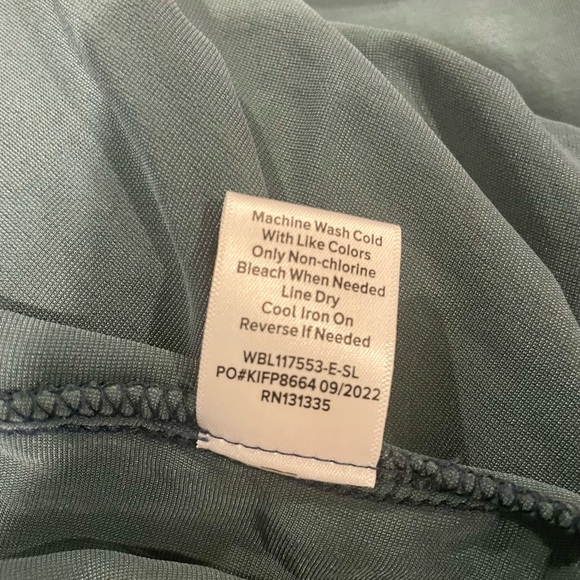 Machine Wash Cold
With Like Colors
Only Non-chlorine
Bleach When Needed
Line Dry
Cool Iron On
Reverse If Needed
WBL117553-E-SL
PO#KIFP8664 09/2022
RN131335